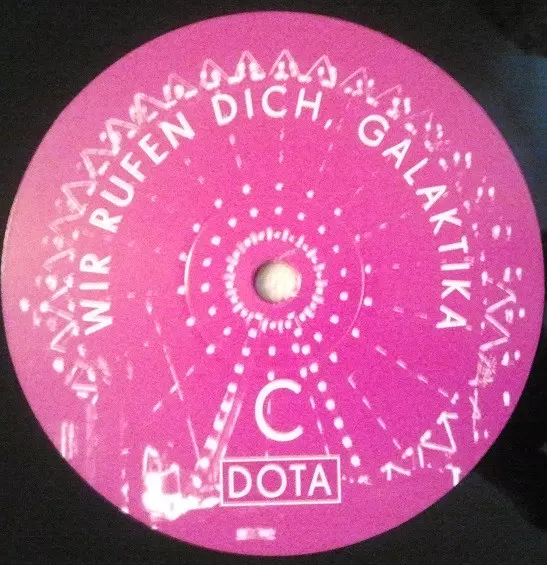 WIR RUFEN DICH, GALAKTIKA
C
DOTA